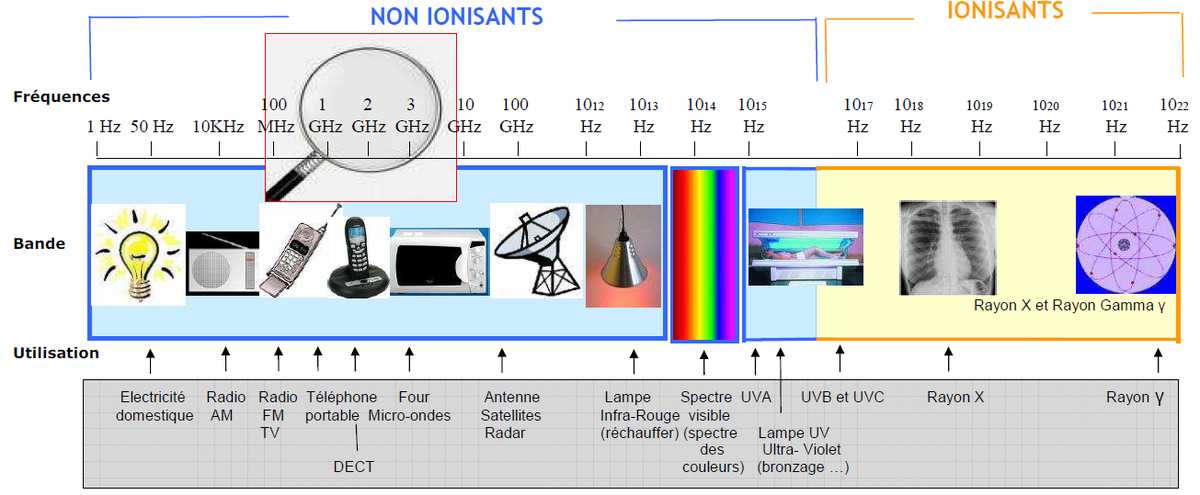 NON IONISANTS
IONISANTS
Fréquences
1 Hz 50 Hz 10KHz 100 MHz 1 GHz 2 GHz 3 GHz 10 GHz 100 GHz 1012 Hz 1013 Hz 1014 Hz 1015 Hz 1017 Hz 1018 Hz 1019 Hz 1020 Hz 1021 Hz 1022 Hz
Bande
Rayon X et Rayon Gamma γ
Utilisation
Electricité domestique
Radio AM
Radio FM TV
Téléphone portable
DECT
Four Micro-ondes
Antenne Satellites Radar
Lampe Infra-Rouge (réchauffer)
Spectre visible (spectre des couleurs)
UVA
Lampe UV Ultra- Violet (bronzage ...)
UVB et UVC
Rayon X
Rayon γ